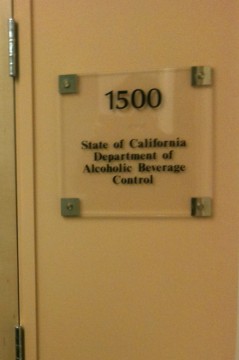 1500
State of California
Department of
Alcoholic Beverage
Control